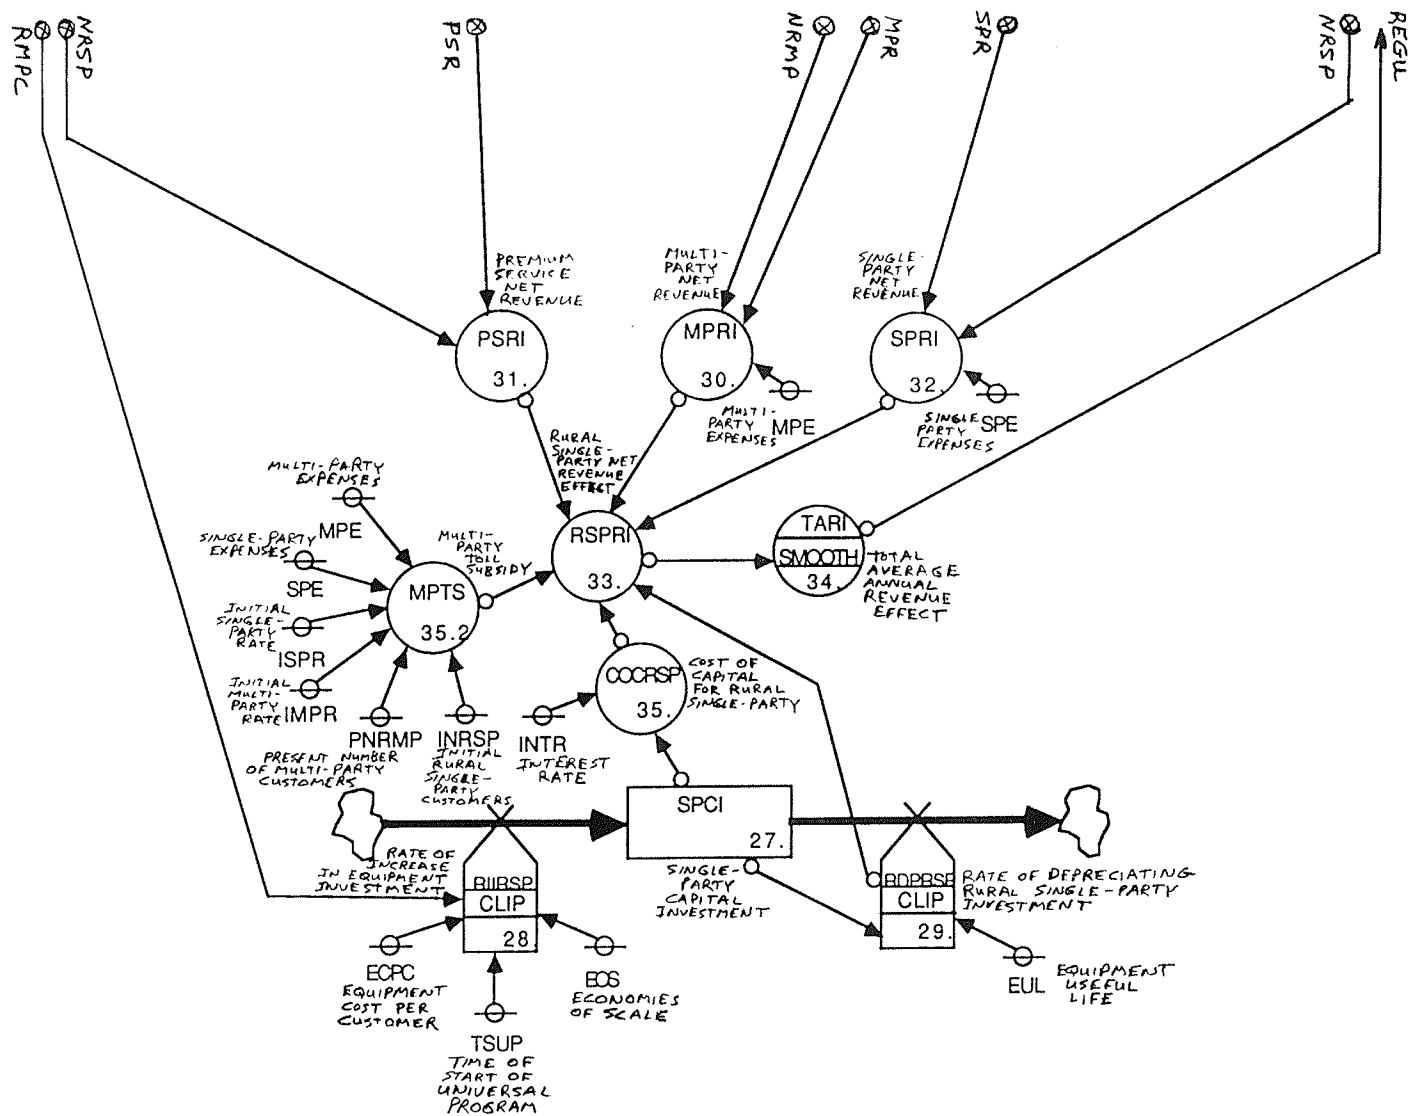 RMPC
NRSP
PSR
NRMP
MPR
SPR
NRSP
REGU
PREMIUM
SERVICE
NET
REVENUE
PSRI
31.
MULTI-
PARTY
NET
REVENUE
MPRI
30.
SINGLE-
PARTY
NET
REVENUE
SPRI
32.
MPE
MULTI-
PARTY
EXPENSES
SPE
SINGLE
PARTY
EXPENSES
RURAL
SINGLE-
PARTY NET
REVENUE
EFFECT
RSPRI
33.
TARI
SMOOTH
34.
TOTAL
AVERAGE
ANNUAL
REVENUE
EFFECT
MULTI-PARTY
EXPENSES
MPE
SINGLE-PARTY
EXPENSES
SPE
INITIAL
SINGLE-
PARTY
RATE
ISPR
INITIAL
MULTI-
PARTY
RATE
IMPR
MPTS
35.2
MULTI-
PARTY
TOLL
SUBSIDY
PNRMP
PRESENT NUMBER
OF MULTI-PARTY
CUSTOMERS
INRSP
INITIAL
RURAL
SINGLE-
PARTY
CUSTOMERS
INTR
INTEREST
RATE
COCRSP
35.
COST OF
CAPITAL
FOR RURAL
SINGLE-PARTY
SPCI
27.
SINGLE-
PARTY
CAPITAL
INVESTMENT
RATE OF
INCREASE
IN EQUIPMENT
INVESTMENT
RIIRSP
CLIP
28.
RDPRSP
CLIP
29.
RATE OF DEPRECIATING
RURAL SINGLE-PARTY
INVESTMENT
ECPC
EQUIPMENT
COST PER
CUSTOMER
EOS
ECONOMIES
OF SCALE
TSUP
TIME OF
START OF
UNIVERSAL
PROGRAM
EUL
EQUIPMENT
USEFUL
LIFE